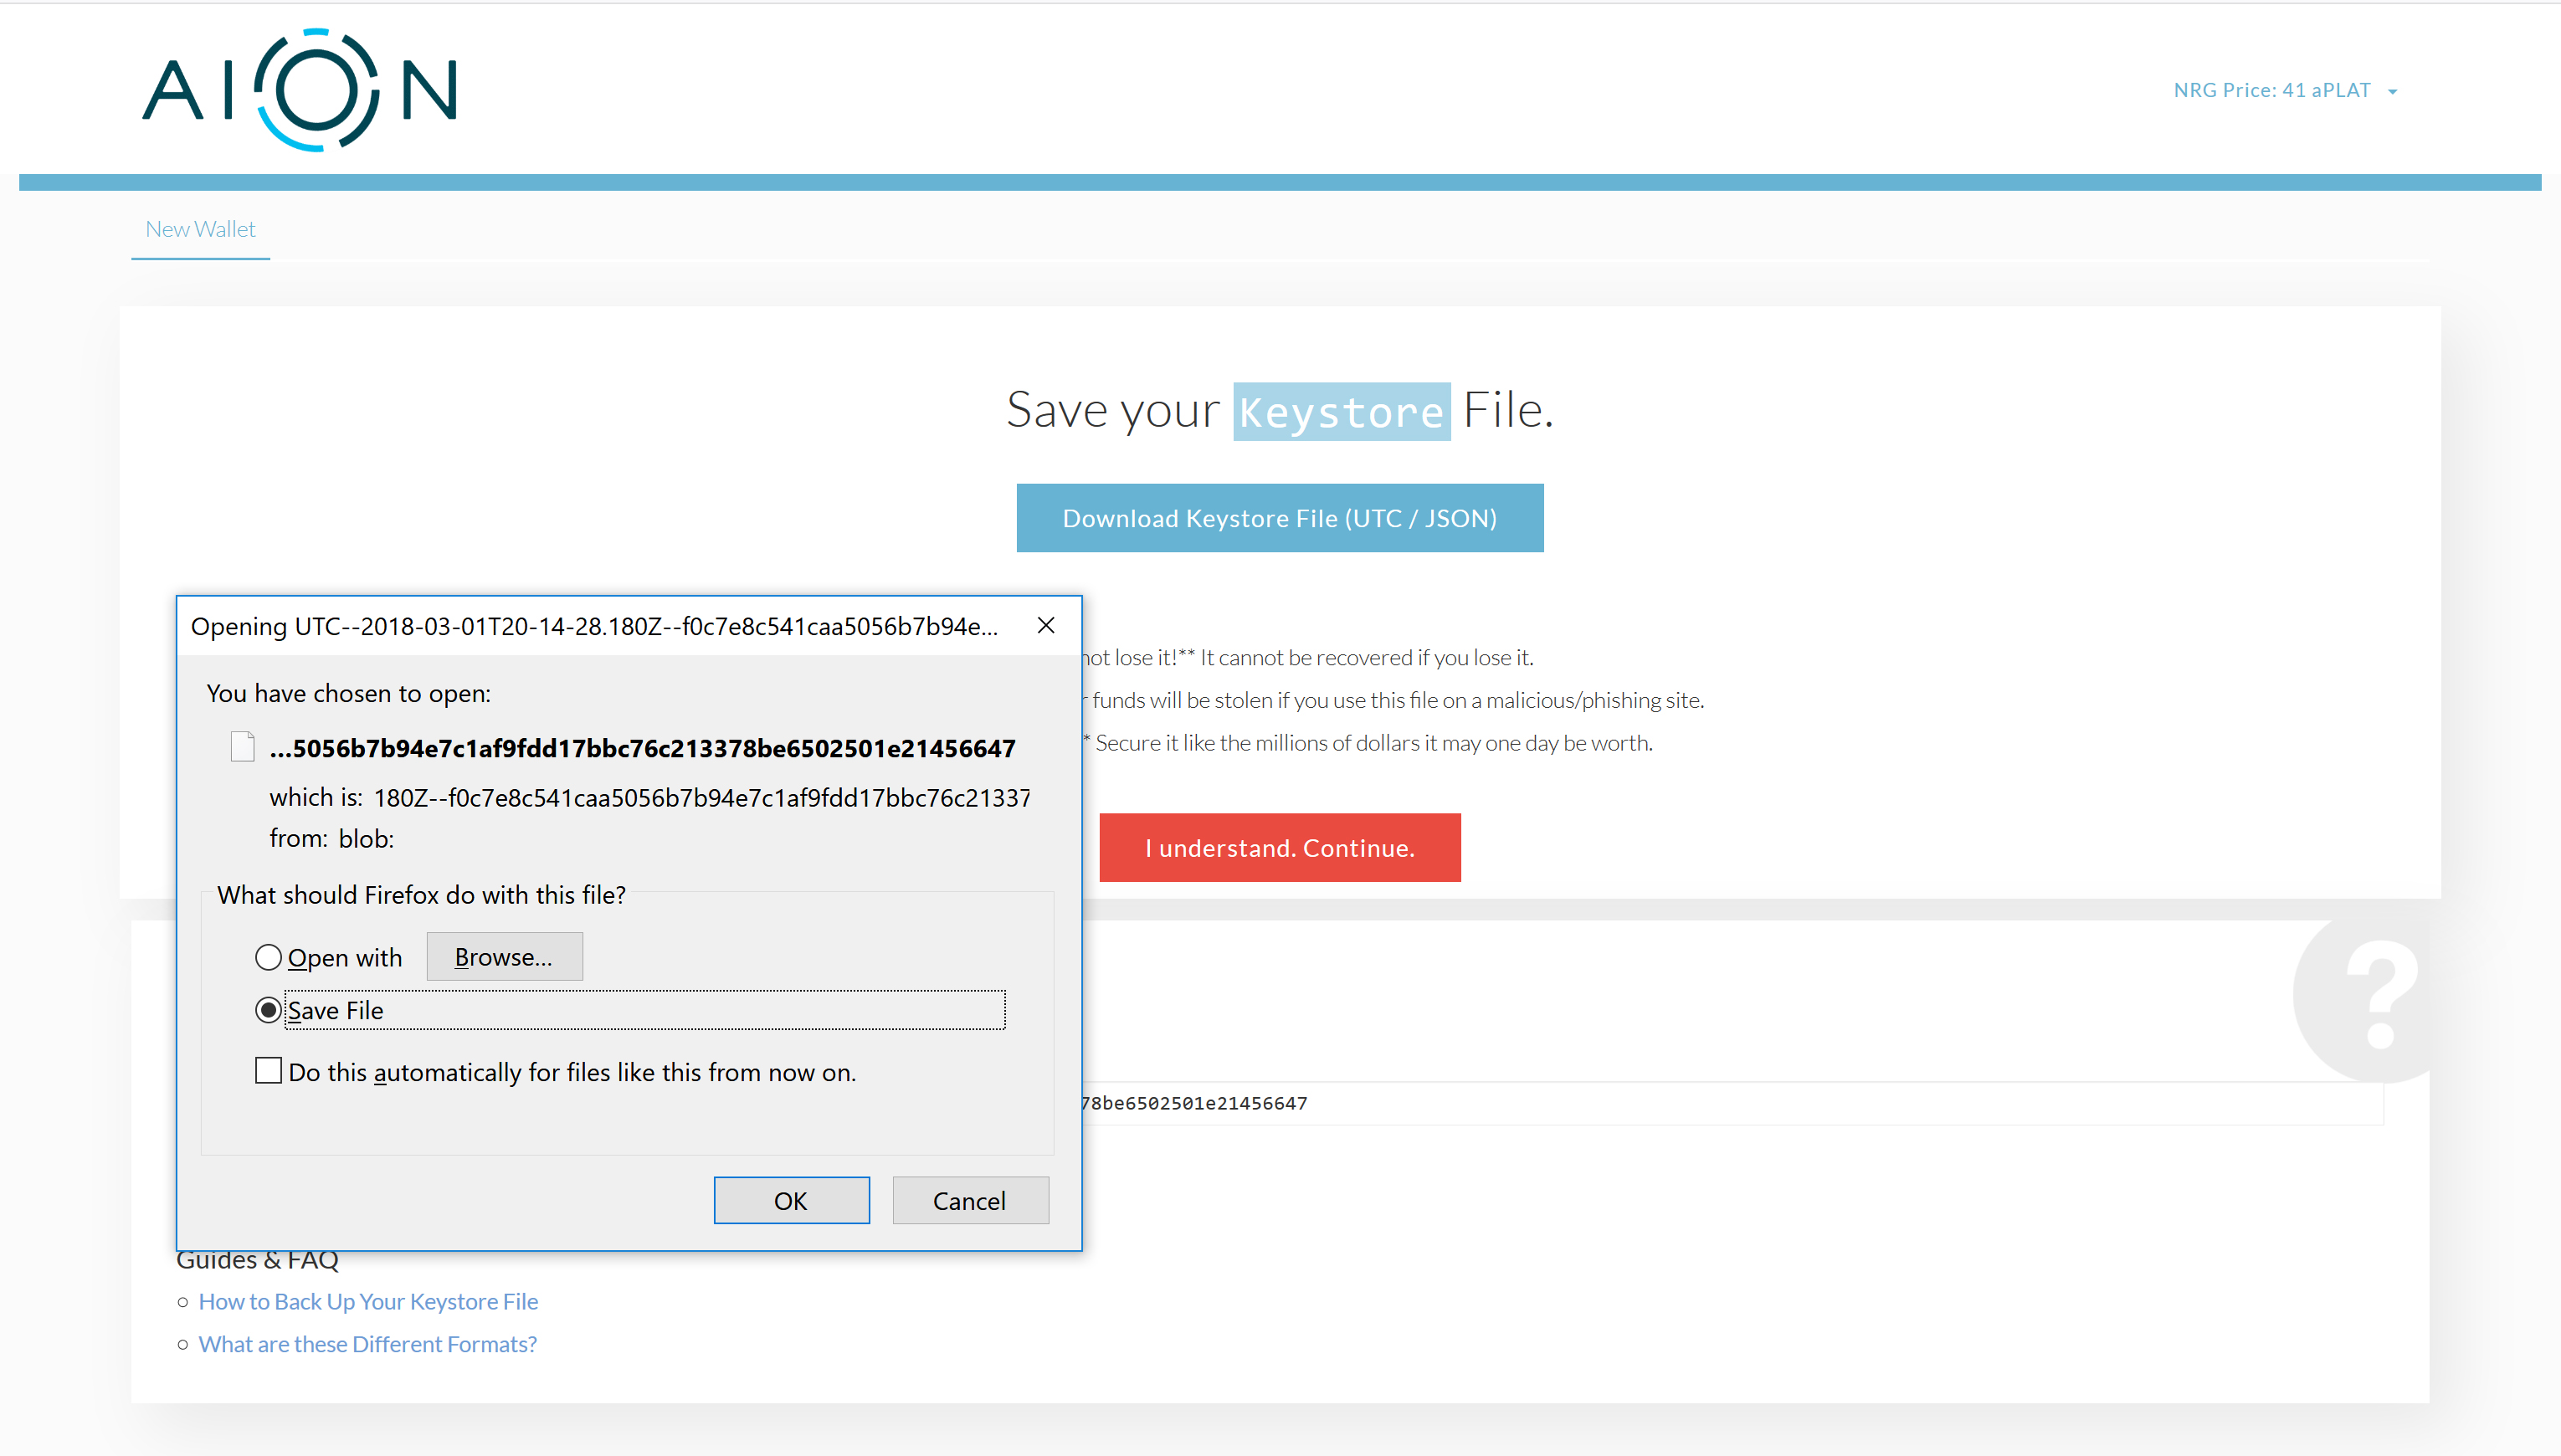 AION
NRG Price: 41 aPLAT
New Wallet
Save your Keystore File.
Download Keystore File (UTC / JSON)
not lose it!** It cannot be recovered if you lose it.
funds will be stolen if you use this file on a malicious/phishing site.
* Secure it like the millions of dollars it may one day be worth.
I understand. Continue.
Opening UTC--2018-03-01T20-14-28.180Z--f0c7e8c541caa5056b7b94e...
You have chosen to open:
...5056b7b94e7c1af9fdd17bbc76c213378be6502501e21456647
which is: 180Z--f0c7e8c541caa5056b7b94e7c1af9fdd17bbc76c21337
from: blob:
What should Firefox do with this file?
Open with Browse...
Save File
Do this automatically for files like this from now on.
OK Cancel
?
78be6502501e21456647
Guides & FAQ
How to Back Up Your Keystore File
What are these Different Formats?